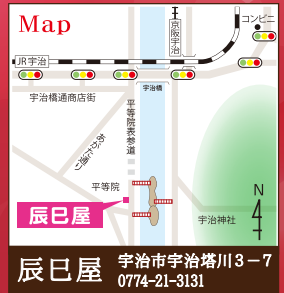 Map
京阪宇治
コンビニ
JR宇治
宇治橋
宇治橋通商店街
平等院表参道
あがた通り
平等院
辰巳屋
宇治神社
N
辰巳屋
宇治市宇治塔川3-7
0774-21-3131